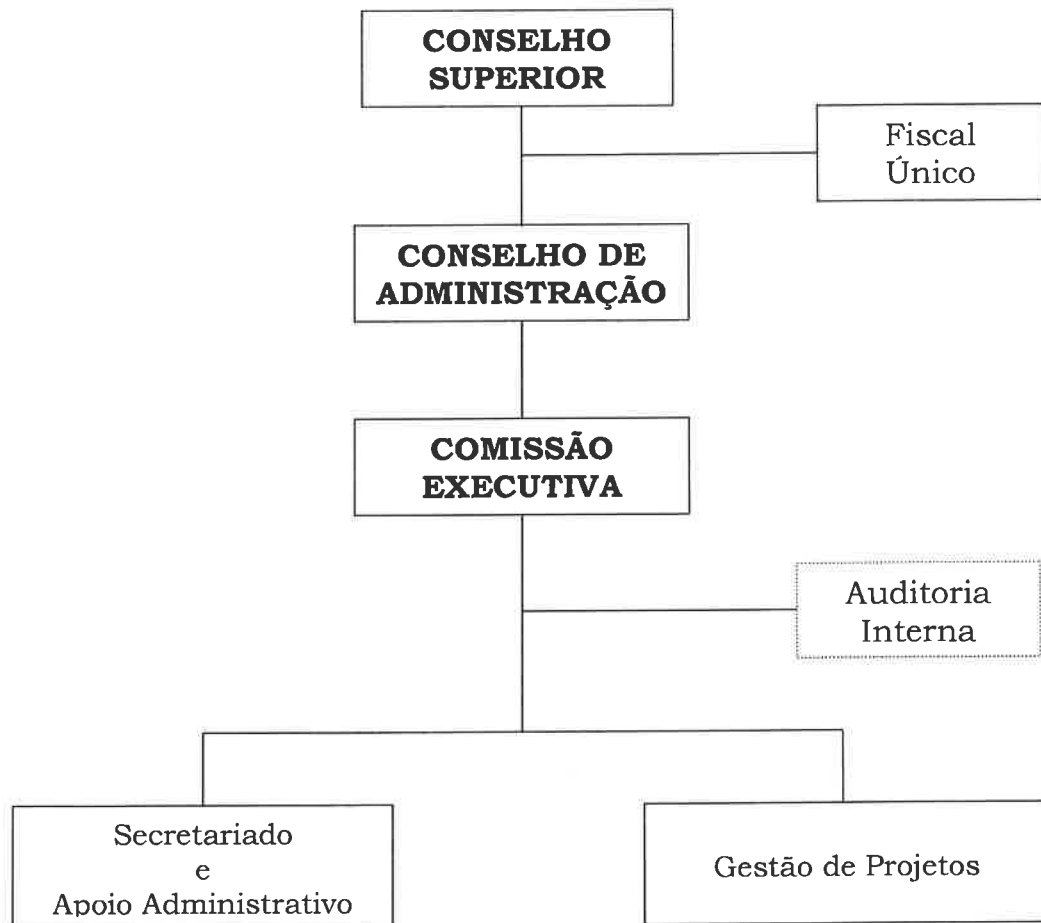 CONSELHO
SUPERIOR
Fiscal
Único
CONSELHO DE
ADMINISTRAÇÃO
COMISSÃO
EXECUTIVA
Auditoria
Interna
Secretariado
e
Apoio Administrativo
Gestão de Projetos